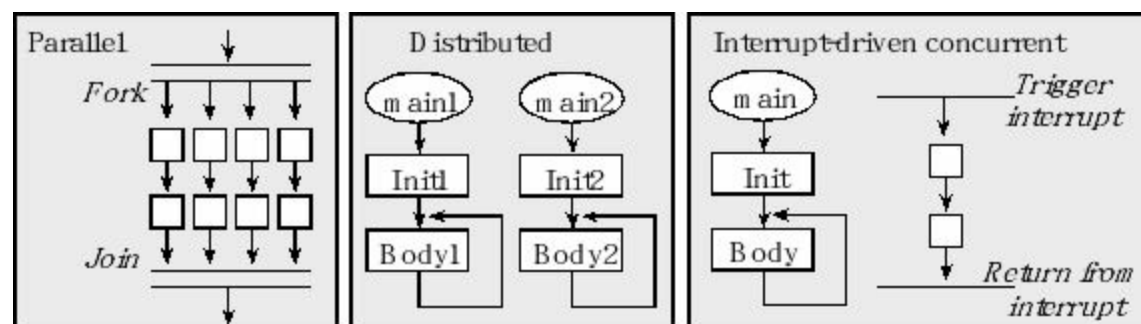 Parallel
Fork
Join
Distributed
main1
main2
Init1
Init2
Body1
Body2
Interrupt-driven concurrent
main
Init
Body
Trigger
interrupt
Return from
interrupt